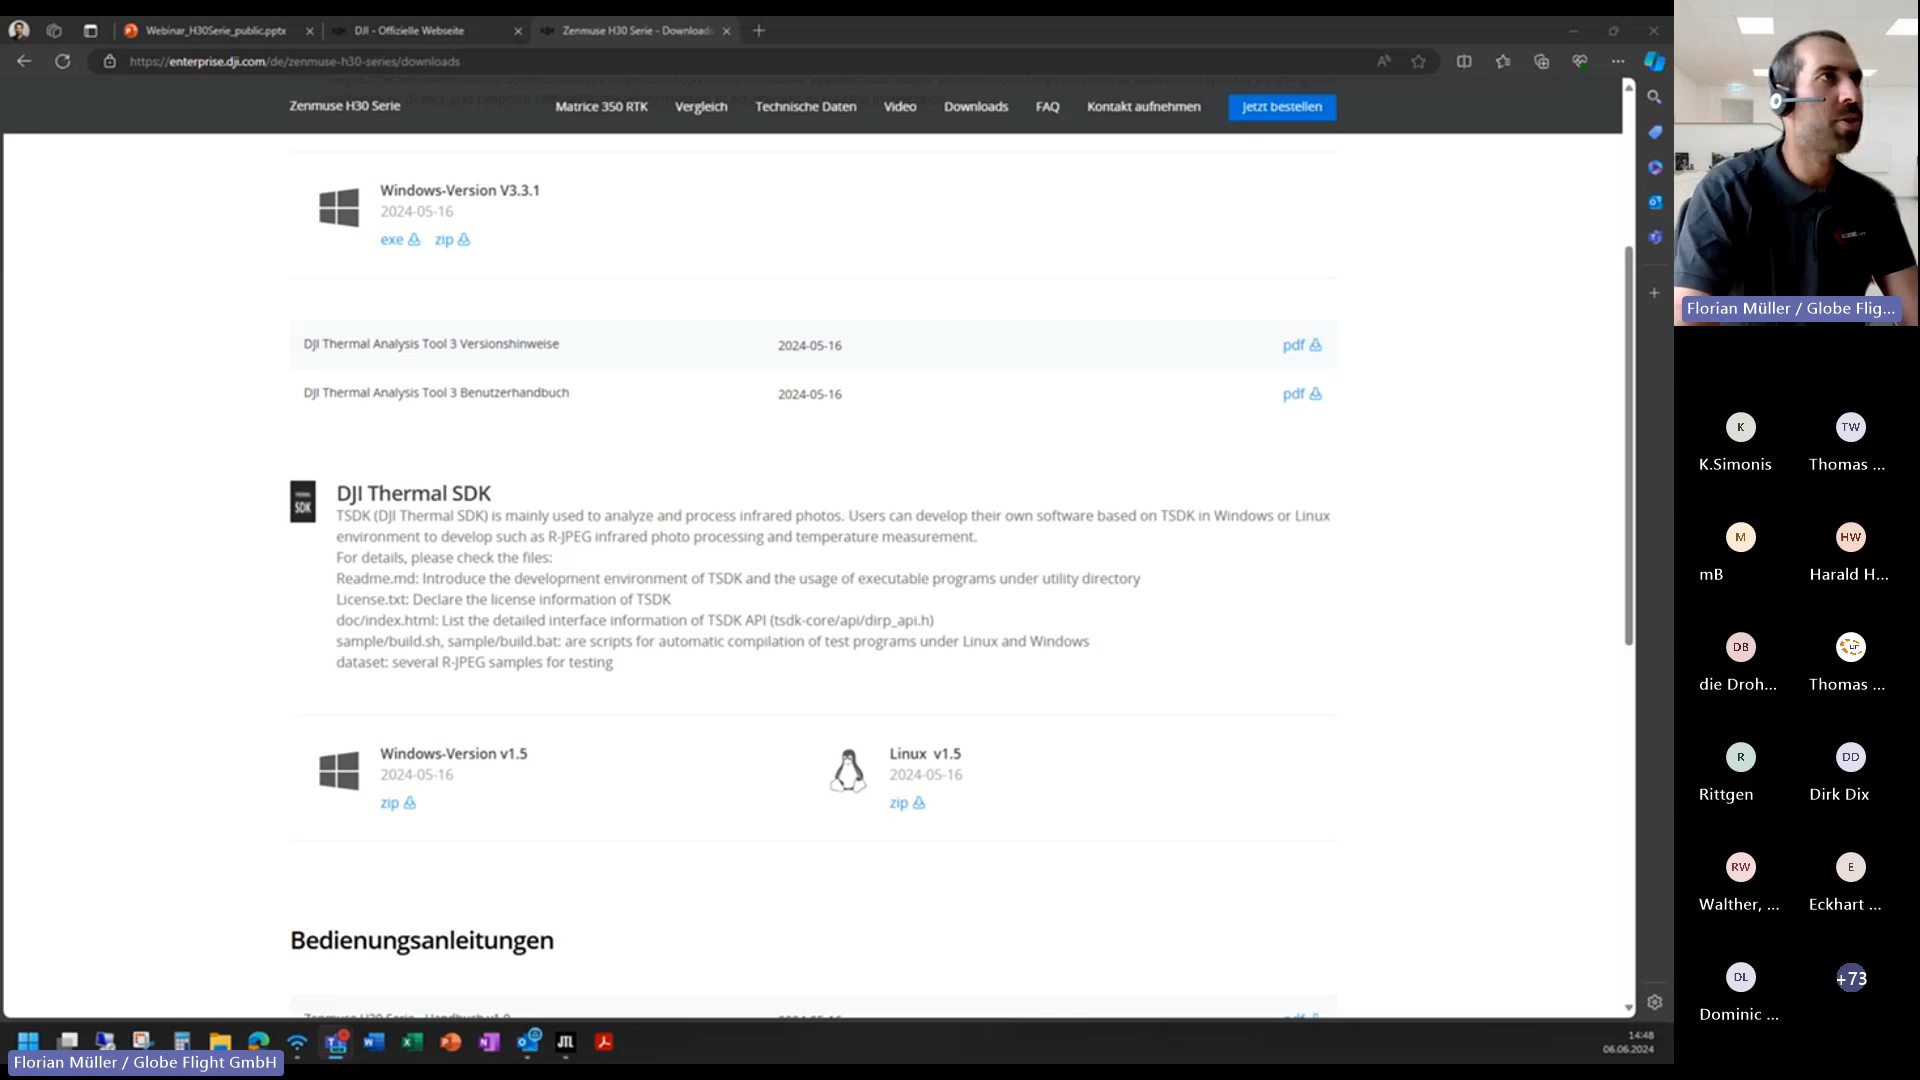 Webinar_H30Serie_public.pptx
DJI - Offizielle Webseite
Zenmuse H30 Serie - Downloads
https://enterprise.dji.com/de/zenmuse-h30-series/downloads
Zenmuse H30 Serie
Matrice 350 RTK
Vergleich
Technische Daten
Video
Downloads
FAQ
Kontakt aufnehmen
Jetzt bestellen
Windows-Version V3.3.1
2024-05-16
exe
zip
DJI Thermal Analysis Tool 3 Versionshinweise
2024-05-16
pdf
DJI Thermal Analysis Tool 3 Benutzerhandbuch
2024-05-16
pdf
SDK
DJI Thermal SDK
TSDK (DJI Thermal SDK) is mainly used to analyze and process infrared photos. Users can develop their own software based on TSDK in Windows or Linux
environment to develop such as R-JPEG infrared photo processing and temperature measurement.
For details, please check the files:
Readme.md: Introduce the development environment of TSDK and the usage of executable programs under utility directory
License.txt: Declare the license information of TSDK
doc/index.html: List the detailed interface information of TSDK API (tsdk-core/api/dirp_api.h)
sample/build.sh, sample/build.bat: are scripts for automatic compilation of test programs under Linux and Windows
dataset: several R-JPEG samples for testing
Windows-Version v1.5
2024-05-16
zip
Linux v1.5
2024-05-16
zip
Bedienungsanleitungen
JTL
14:48
06.06.2024
Florian Müller / Globe Flight GmbH
Florian Müller / Globe Flig...
K
K.Simonis
TW
Thomas ...
M
mB
HW
Harald H...
DB
die Droh...
Thomas ...
R
Rittgen
DD
Dirk Dix
RW
Walther, ...
E
Eckhart ...
DL
Dominic ...
+73